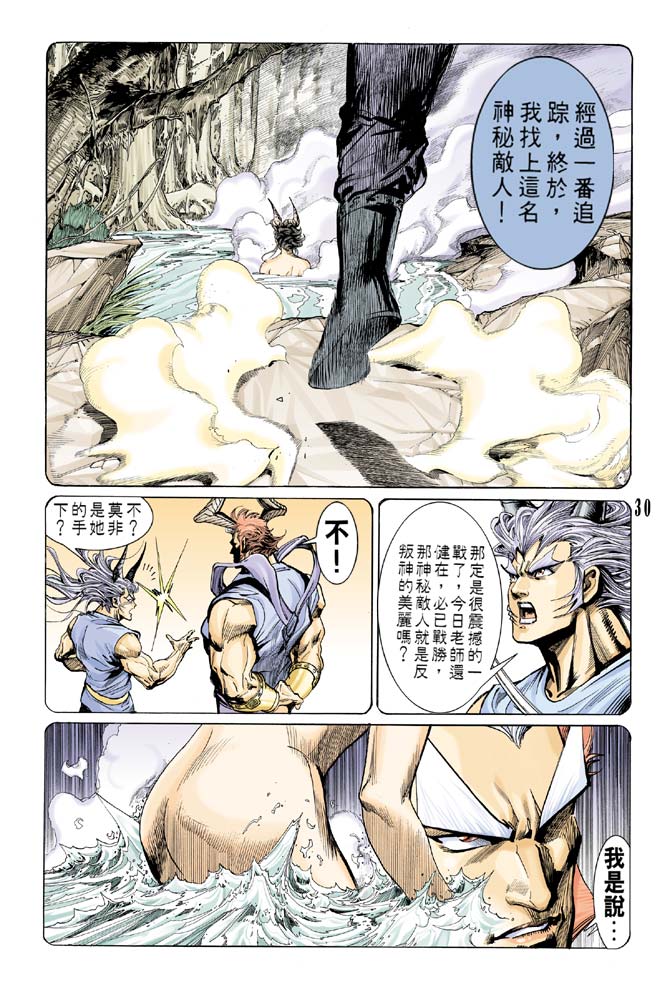 經過一番追
踪，終於，
我找上這名
神秘敵人！
30
那定是很震撼的一
戰了，今日老師還
健在，必已戰勝，
那神秘敵人就是反
叛神的美麗嗎？
不！
不？
莫非
是她
的手
下？
我是說…